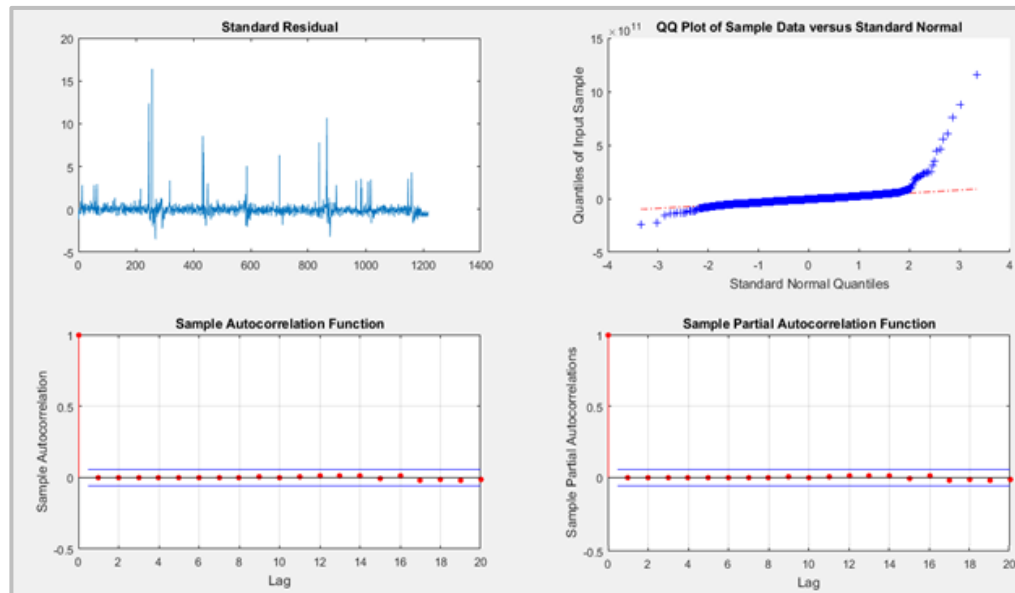 Standard Residual
20
15
10
5
0
-5
0 200 400 600 800 1000 1200 1400
QQ Plot of Sample Data versus Standard Normal
×10^11
Quantiles of Input Sample
15
10
5
0
-5
-4 -3 -2 -1 0 1 2 3 4
Standard Normal Quantiles
Sample Autocorrelation Function
Sample Autocorrelation
1
0.5
0
-0.5
0 2 4 6 8 10 12 14 16 18 20
Lag
Sample Partial Autocorrelation Function
Sample Partial Autocorrelations
1
0.5
0
-0.5
0 2 4 6 8 10 12 14 16 18 20
Lag